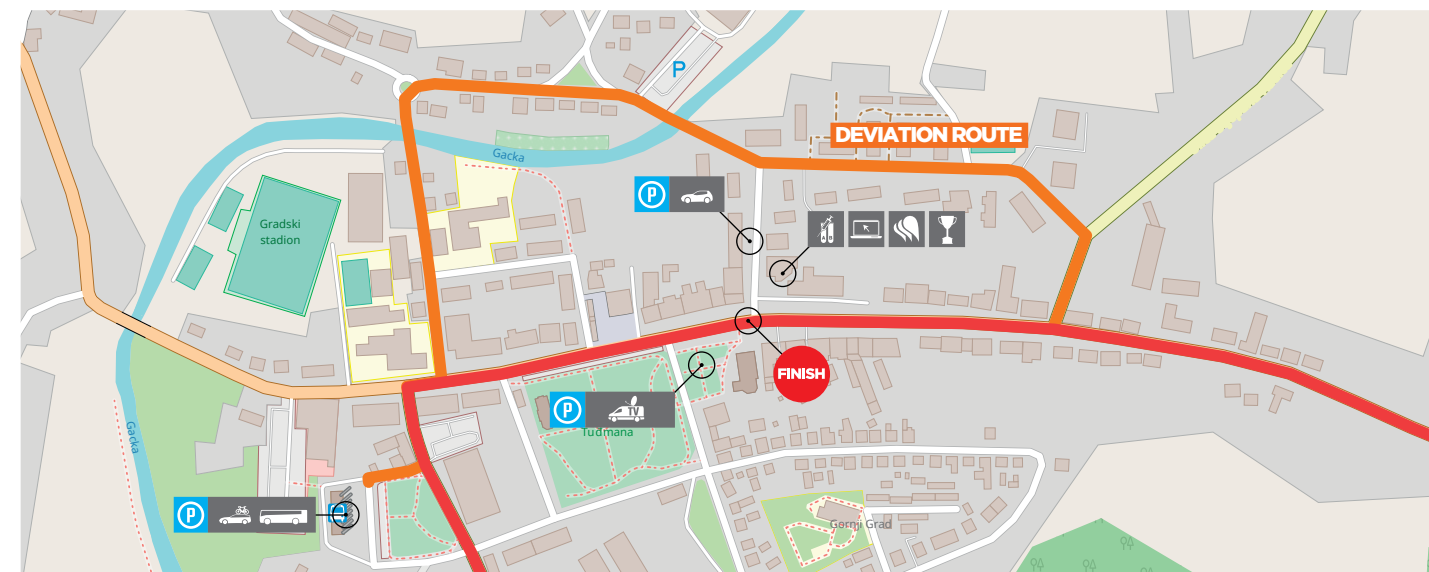 P
DEVIATION ROUTE
Gacka
P
Gradski
stadion
A B
FINISH
P
TV
Tuđmana
Gacka
P
Gornji Grad